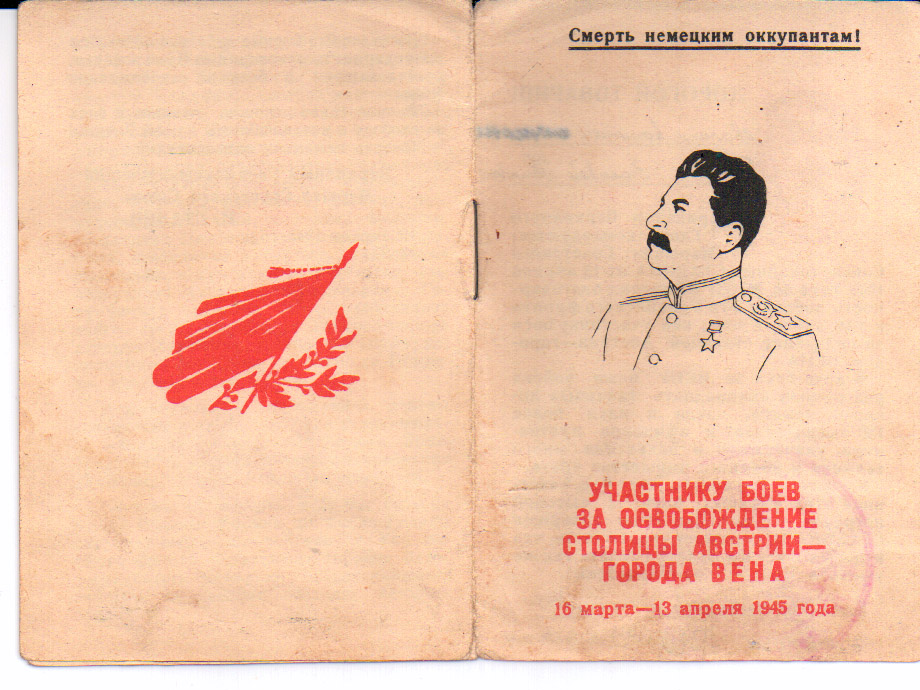 Смерть немецким оккупантам!
УЧАСТНИКУ БОЕВ
ЗА ОСВОБОЖДЕНИЕ
СТОЛИЦЫ АВСТРИИ—
ГОРОДА ВЕНА
16 марта—13 апреля 1945 года